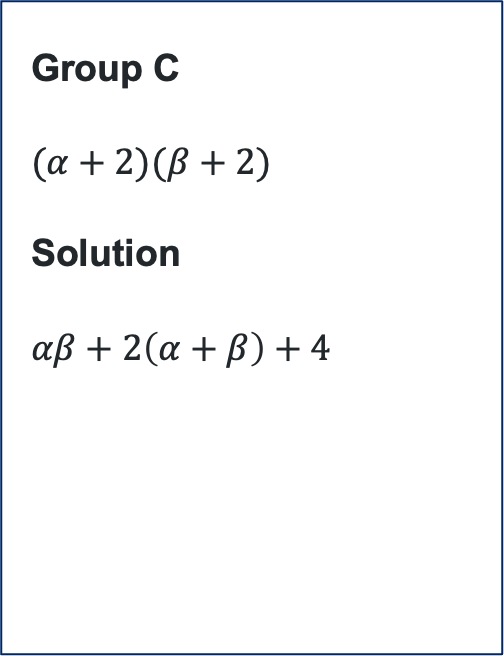 Group C
(α + 2)(β + 2)
Solution
αβ + 2(α + β) + 4